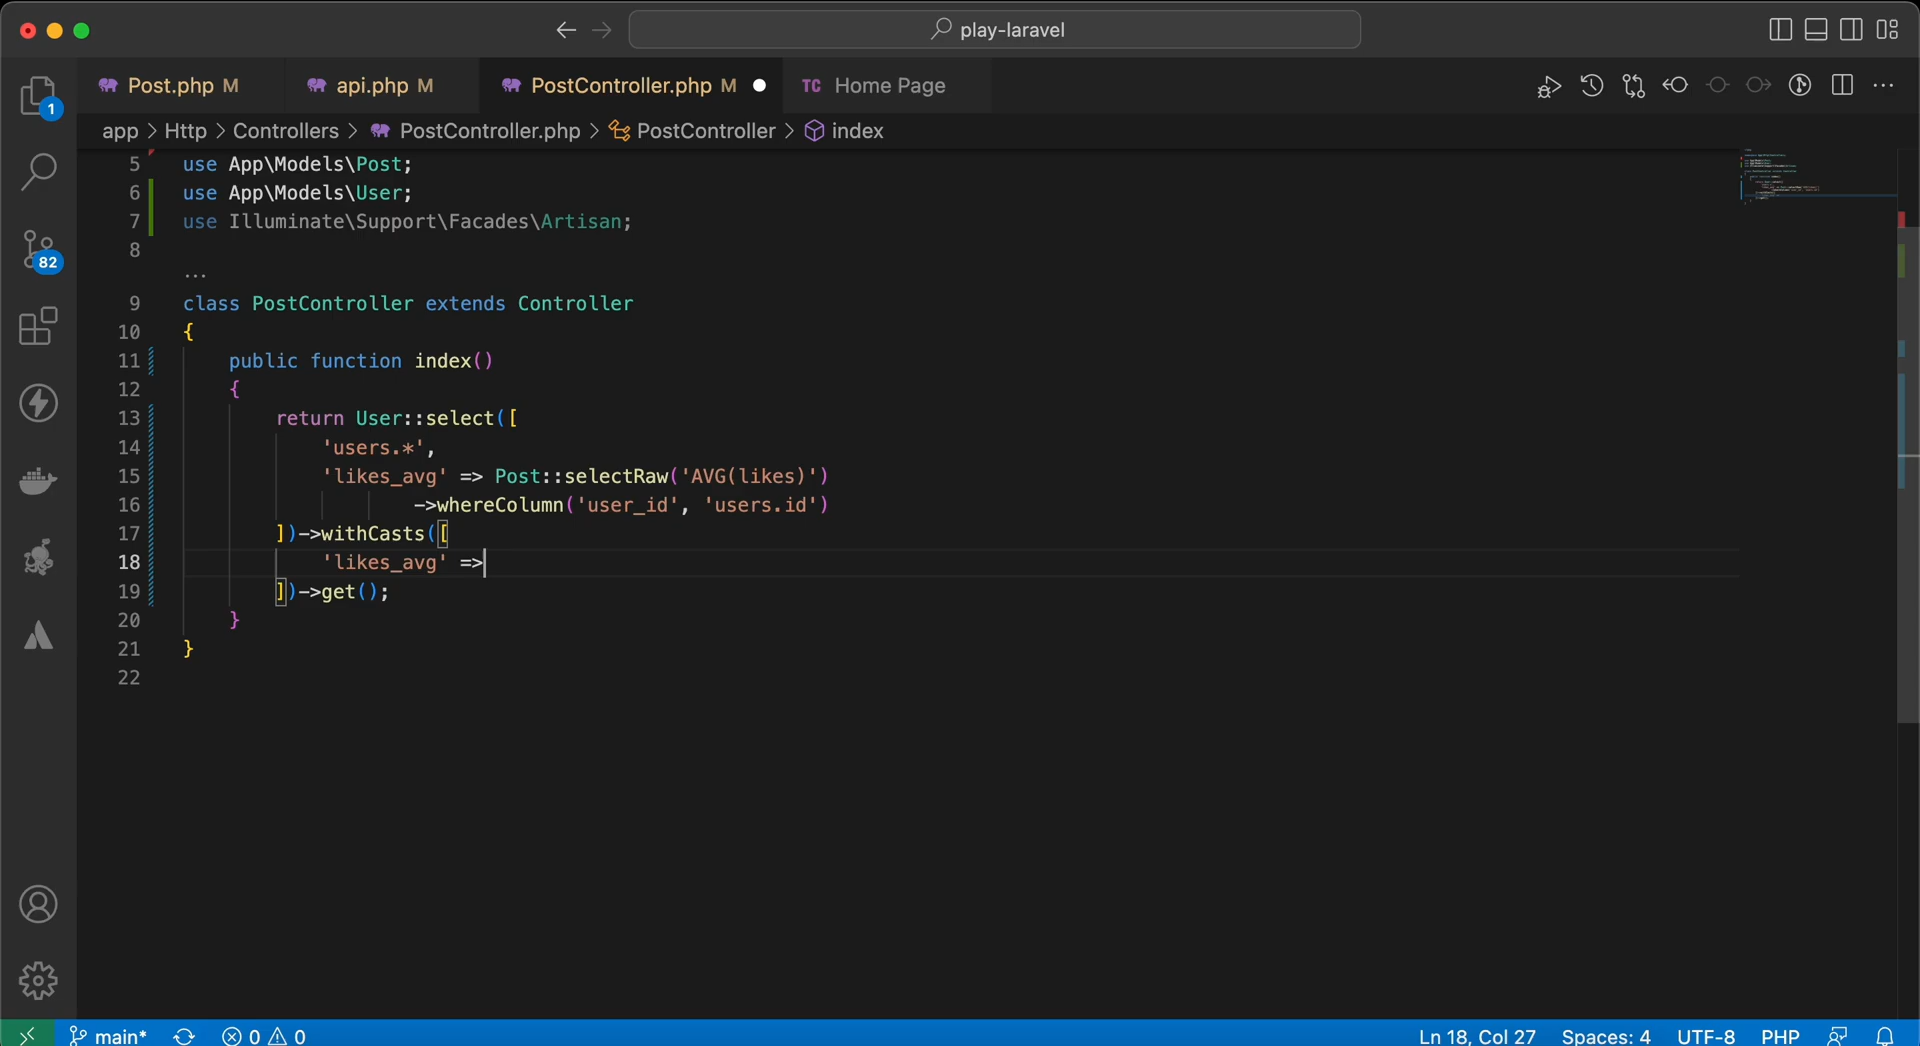 play-laravel
Post.php M
api.php M
PostController.php M
TC Home Page
app > Http > Controllers > PostController.php > PostController > index
1
82
5 use App\Models\Post;
6 use App\Models\User;
7 use Illuminate\Support\Facades\Artisan;
8
...
9 class PostController extends Controller
10 {
11 public function index()
12 {
13 return User::select([
14 'users.*',
15 'likes_avg' => Post::selectRaw('AVG(likes)')
16 ->whereColumn('user_id', 'users.id')
17 ])->withCasts([
18 'likes_avg' =>
19 ])->get();
20 }
21 }
22
main* 0 0 Ln 18, Col 27 Spaces: 4 UTF-8 PHP